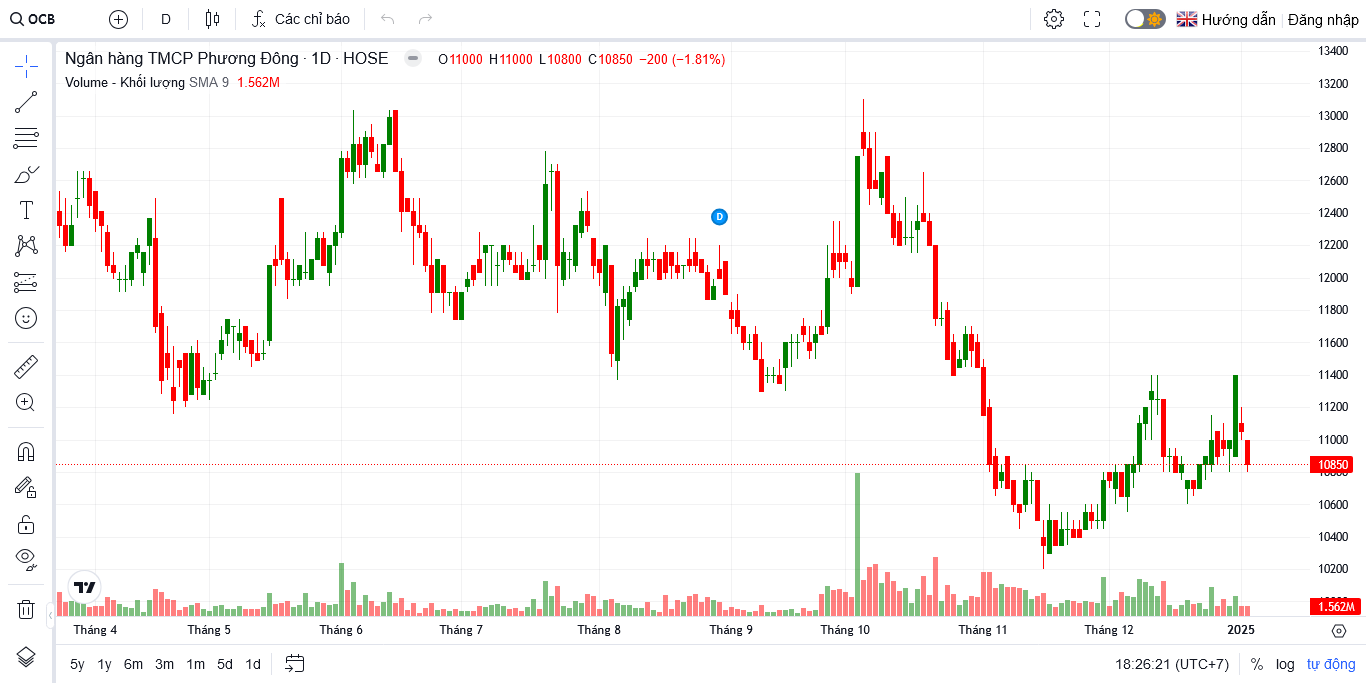 OCB D Các chỉ báo Hướng dẫn Đăng nhập
Ngân hàng TMCP Phương Đông · 1D · HOSE O11000 H11000 L10800 C10850 −200 (−1.81%)
Volume - Khối lượng SMA 9 1.562M
13400
13200
13000
12800
12600
12400
D
12200
12000
11800
11600
11400
11200
11000
10850
10600
10400
10200
1.562M
Tháng 4 Tháng 5 Tháng 6 Tháng 7 Tháng 8 Tháng 9 Tháng 10 Tháng 11 Tháng 12 2025
5y 1y 6m 3m 1m 5d 1d 18:26:21 (UTC+7) % log tự động